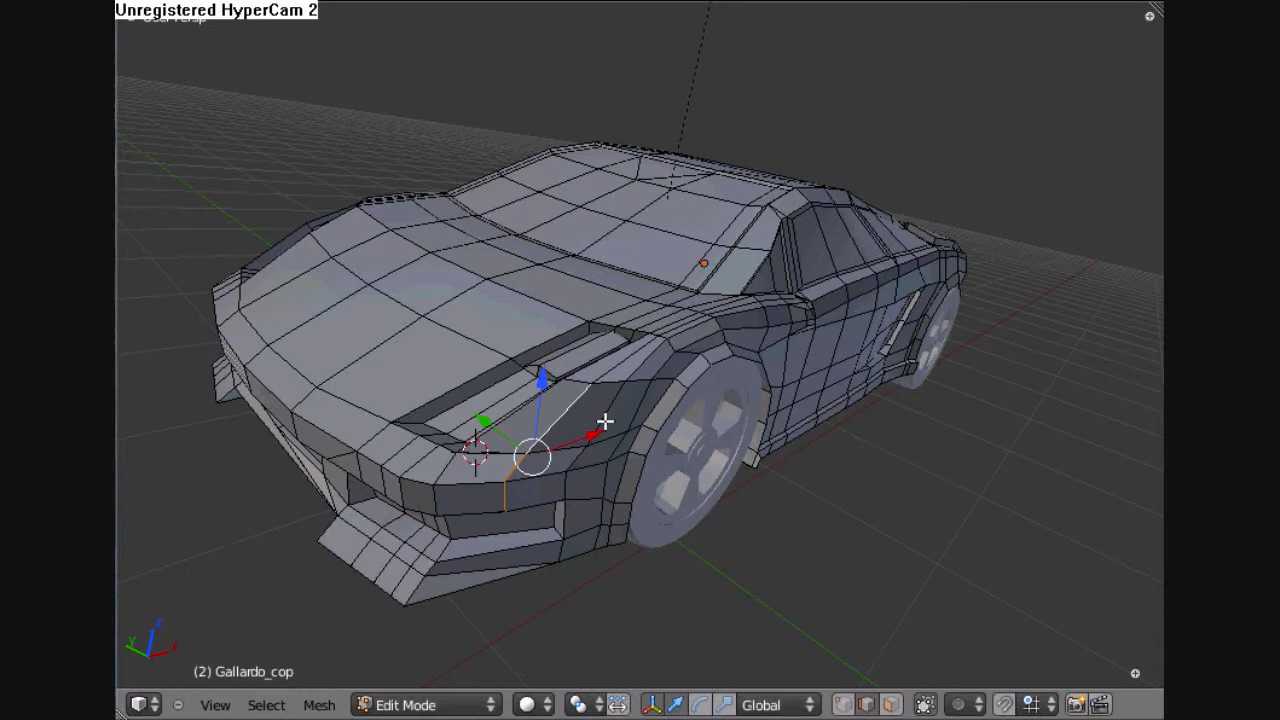 Unregistered HyperCam 2
(2) Gallardo_cop
View Select Mesh Edit Mode Global